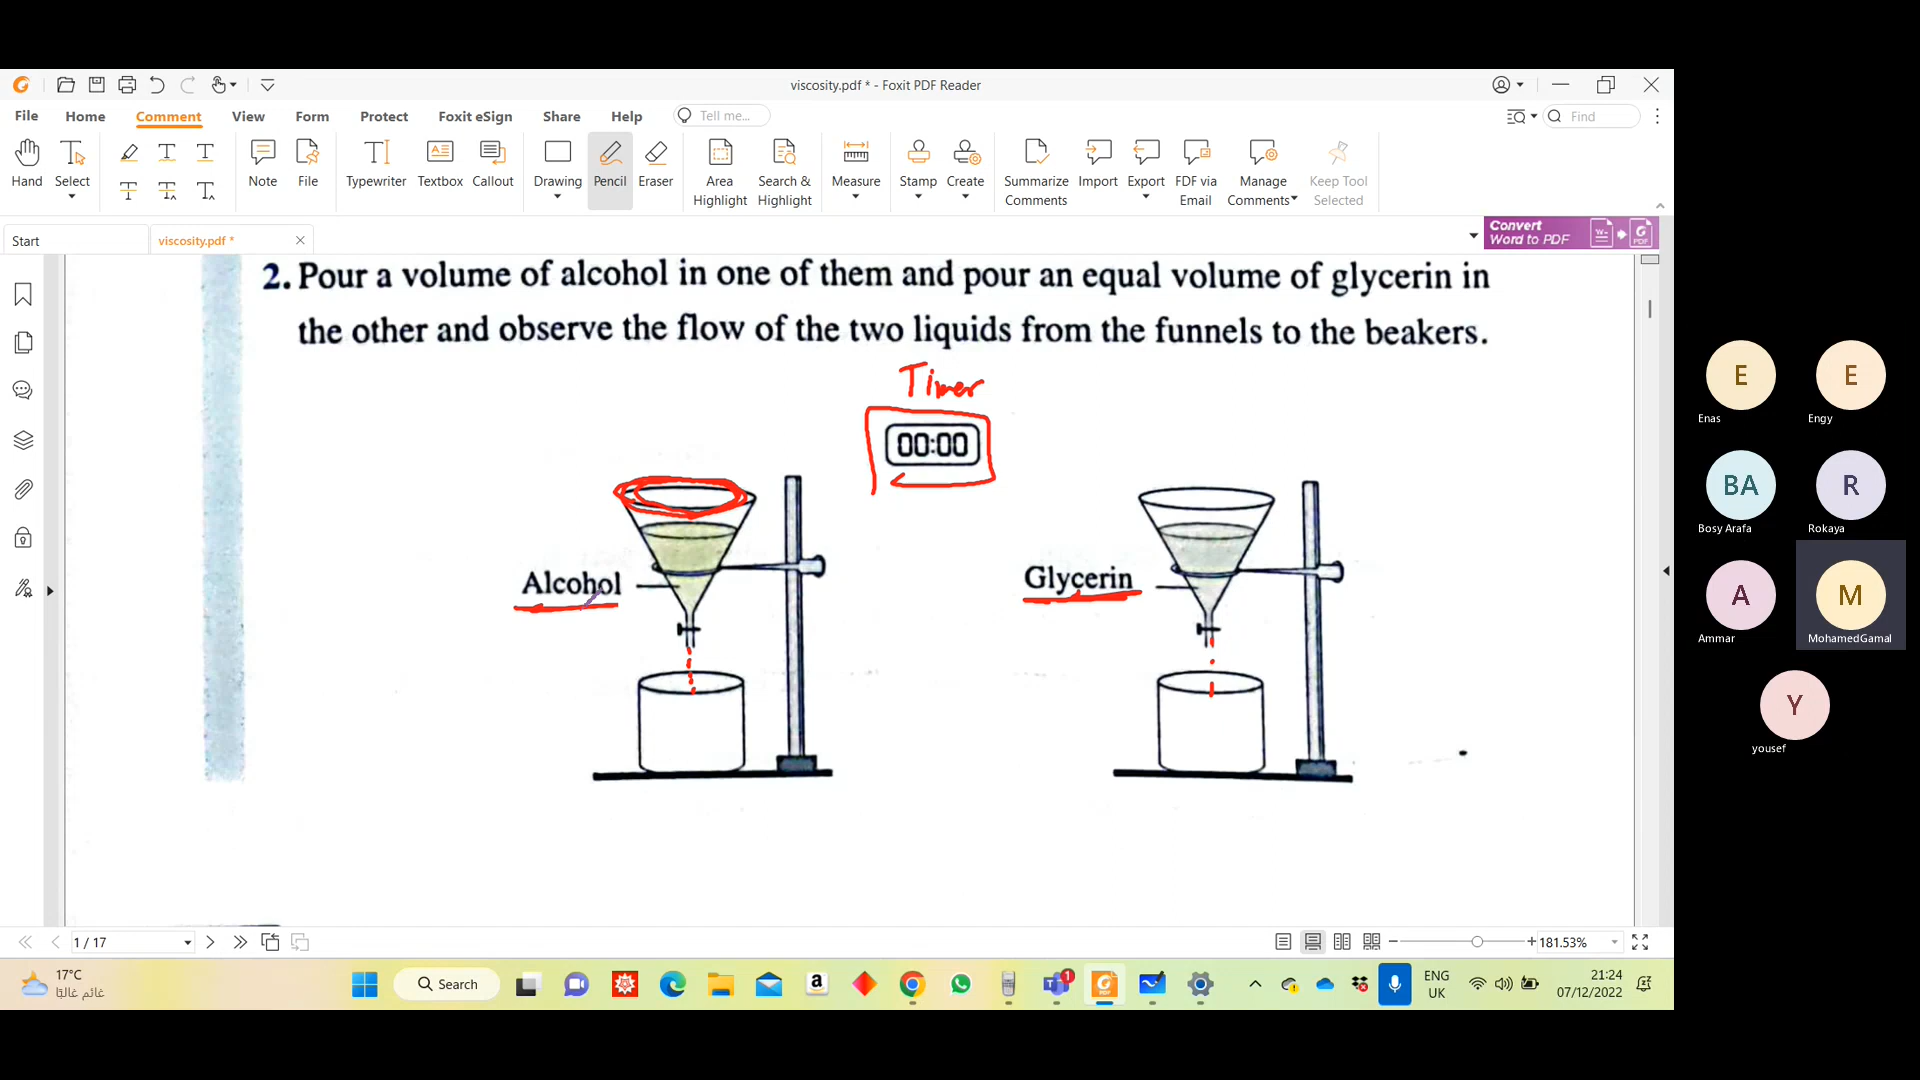 viscosity.pdf * - Foxit PDF Reader
File Home Comment View Form Protect Foxit eSign Share Help Tell me... Find
Hand Select Note File Typewriter Textbox Callout Drawing Pencil Eraser Area Highlight Search & Highlight Measure Stamp Create Summarize Comments Import Export FDF via Email Manage Comments Keep Tool Selected
Start viscosity.pdf *
Convert
Word to PDF
2. Pour a volume of alcohol in one of them and pour an equal volume of glycerin in
the other and observe the flow of the two liquids from the funnels to the beakers.
Timer
00:00
Alcohol
Glycerin
E E
Enas Engy
BA R
Bosy Arafa Rokaya
A M
Ammar MohamedGamal
Y
yousef
1 / 17 181.53%
17°C
غائم غالبًا
Search
1
ENG
UK
21:24
07/12/2022